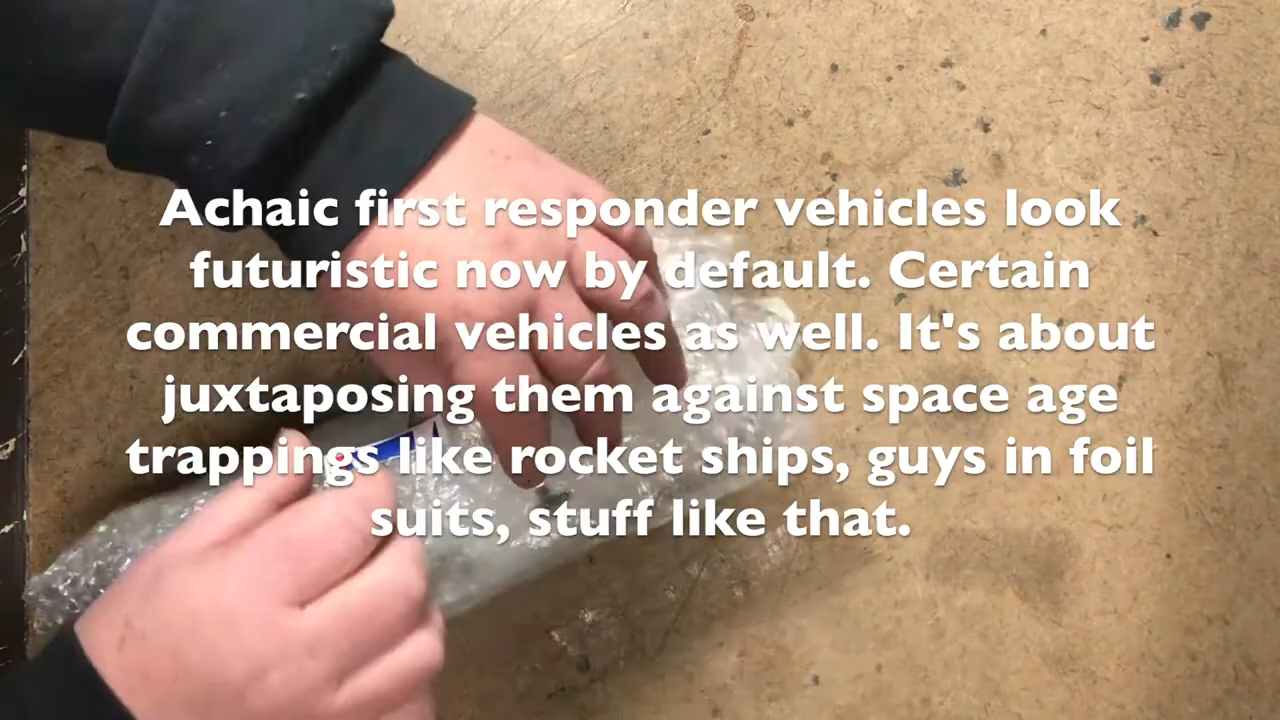 Achaic first responder vehicles look
futuristic now by default. Certain
commercial vehicles as well. It's about
juxtaposing them against space age
trappings like rocket ships, guys in foil
suits, stuff like that.